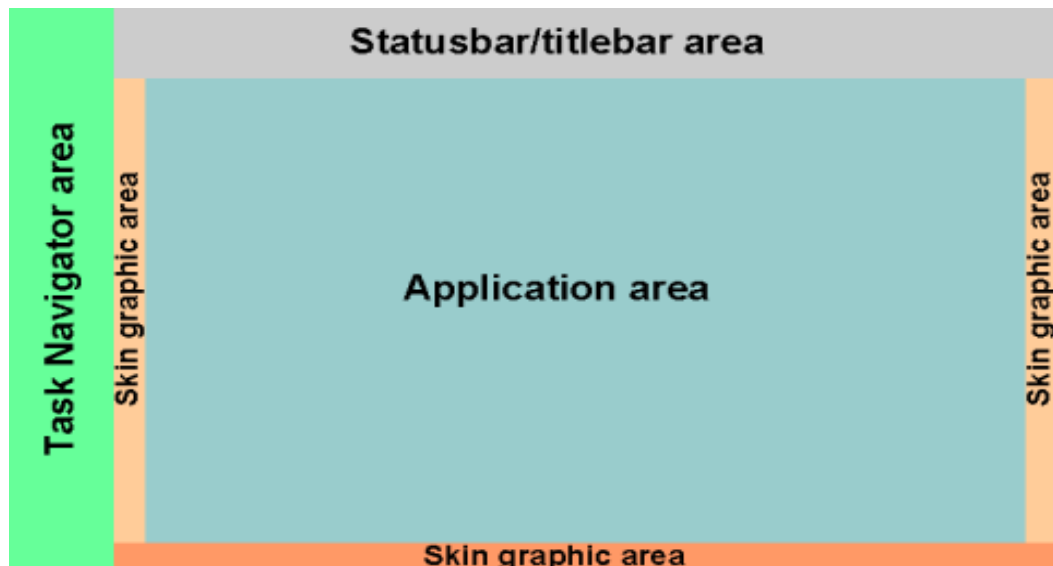 Statusbar/titlebar area
Task Navigator area
Skin graphic area
Application area
Skin graphic area
Skin graphic area